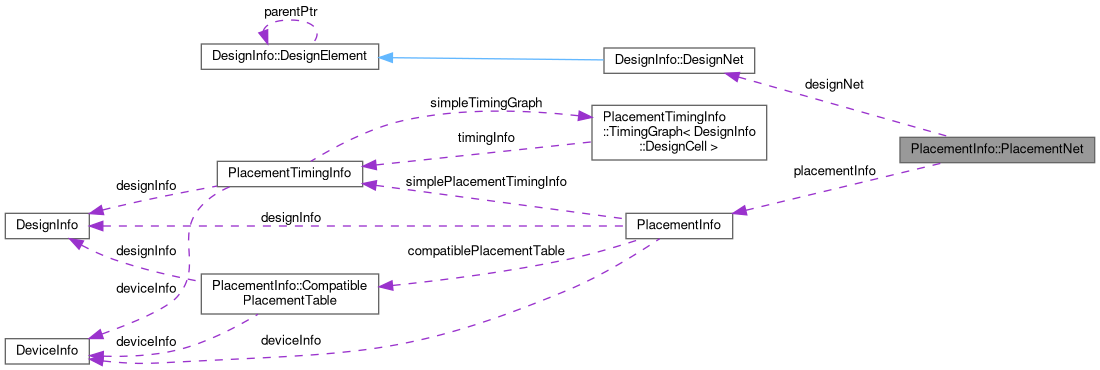 parentPtr
DesignInfo::DesignElement
DesignInfo::DesignNet
designNet
simpleTimingGraph
PlacementTimingInfo
::TimingGraph< DesignInfo
::DesignCell >
timingInfo
PlacementInfo::PlacementNet
PlacementTimingInfo
placementInfo
simplePlacementTimingInfo
designInfo
DesignInfo
designInfo
PlacementInfo
designInfo
compatiblePlacementTable
PlacementInfo::Compatible
PlacementTable
deviceInfo
deviceInfo
deviceInfo
DeviceInfo